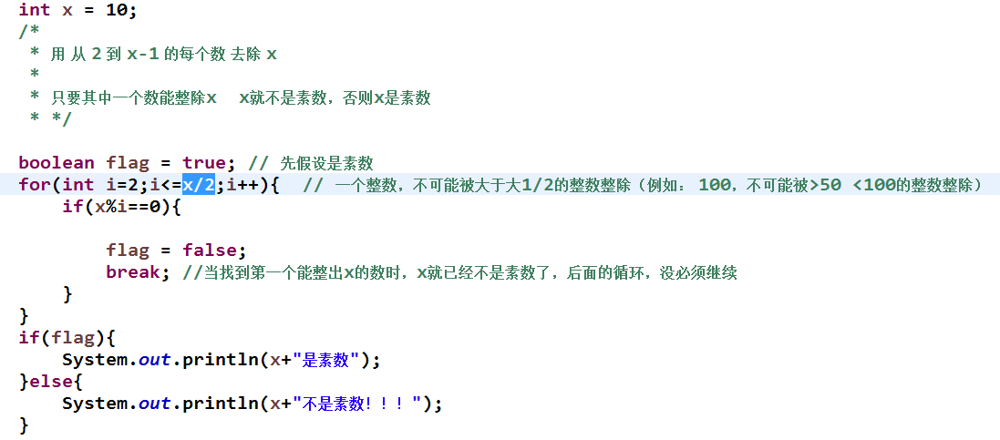 int x = 10;
/*
 * 用 从 2 到 x-1 的每个数 去除 x
 *
 * 只要其中一个数能整除x   x就不是素数，否则x是素数
 * */
boolean flag = true; // 先假设是素数
for(int i=2;i<=x/2;i++){  // 一个整数，不可能被大于大1/2的整数整除（例如： 100，不可能被>50 <100的整数整除）
    if(x%i==0){
        flag = false;
        break; //当找到第一个能整出x的数时，x就已经不是素数了，后面的循环，没必须继续
    }
}
if(flag){
    System.out.println(x+"是素数");
}else{
    System.out.println(x+"不是素数！！！");
}